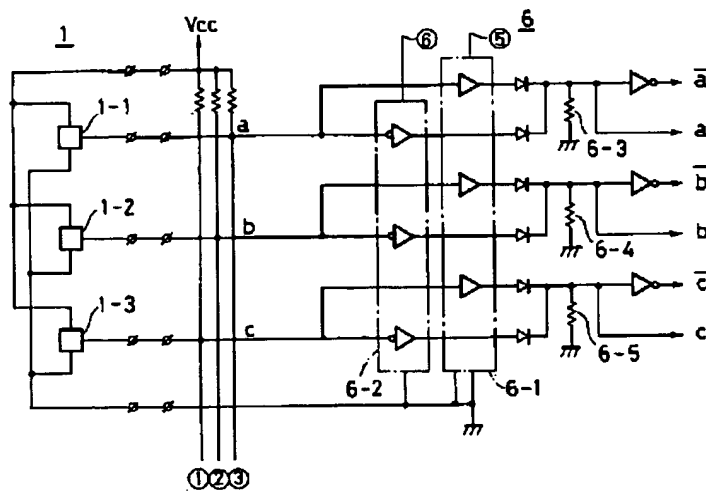 1
Vcc
⑥
⑤
6
a̅
1-1
a
6-3
a
b̅
1-2
b
6-4
b
c̅
1-3
c
6-5
c
6-2
6-1
① ② ③